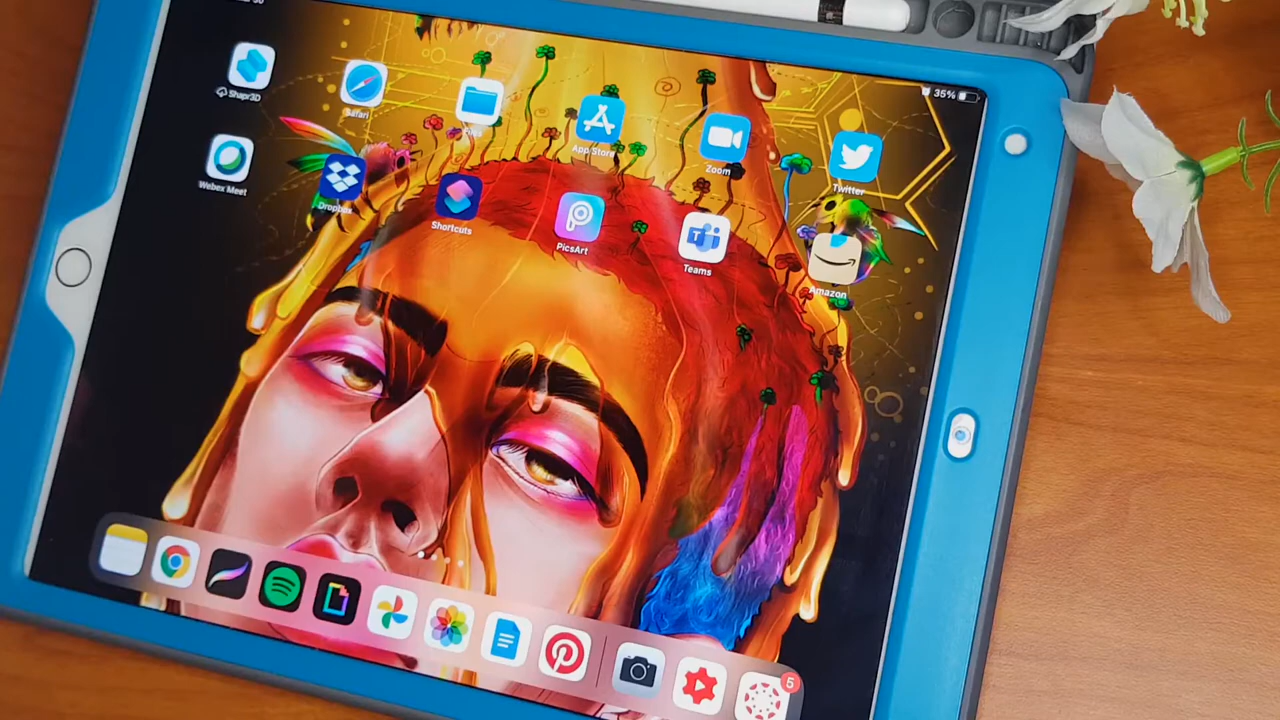 35%
Shapr3D
Safari
Files
App Store
Zoom
Twitter
Webex Meet
Dropbox
Shortcuts
PicsArt
Teams
Amazon
5